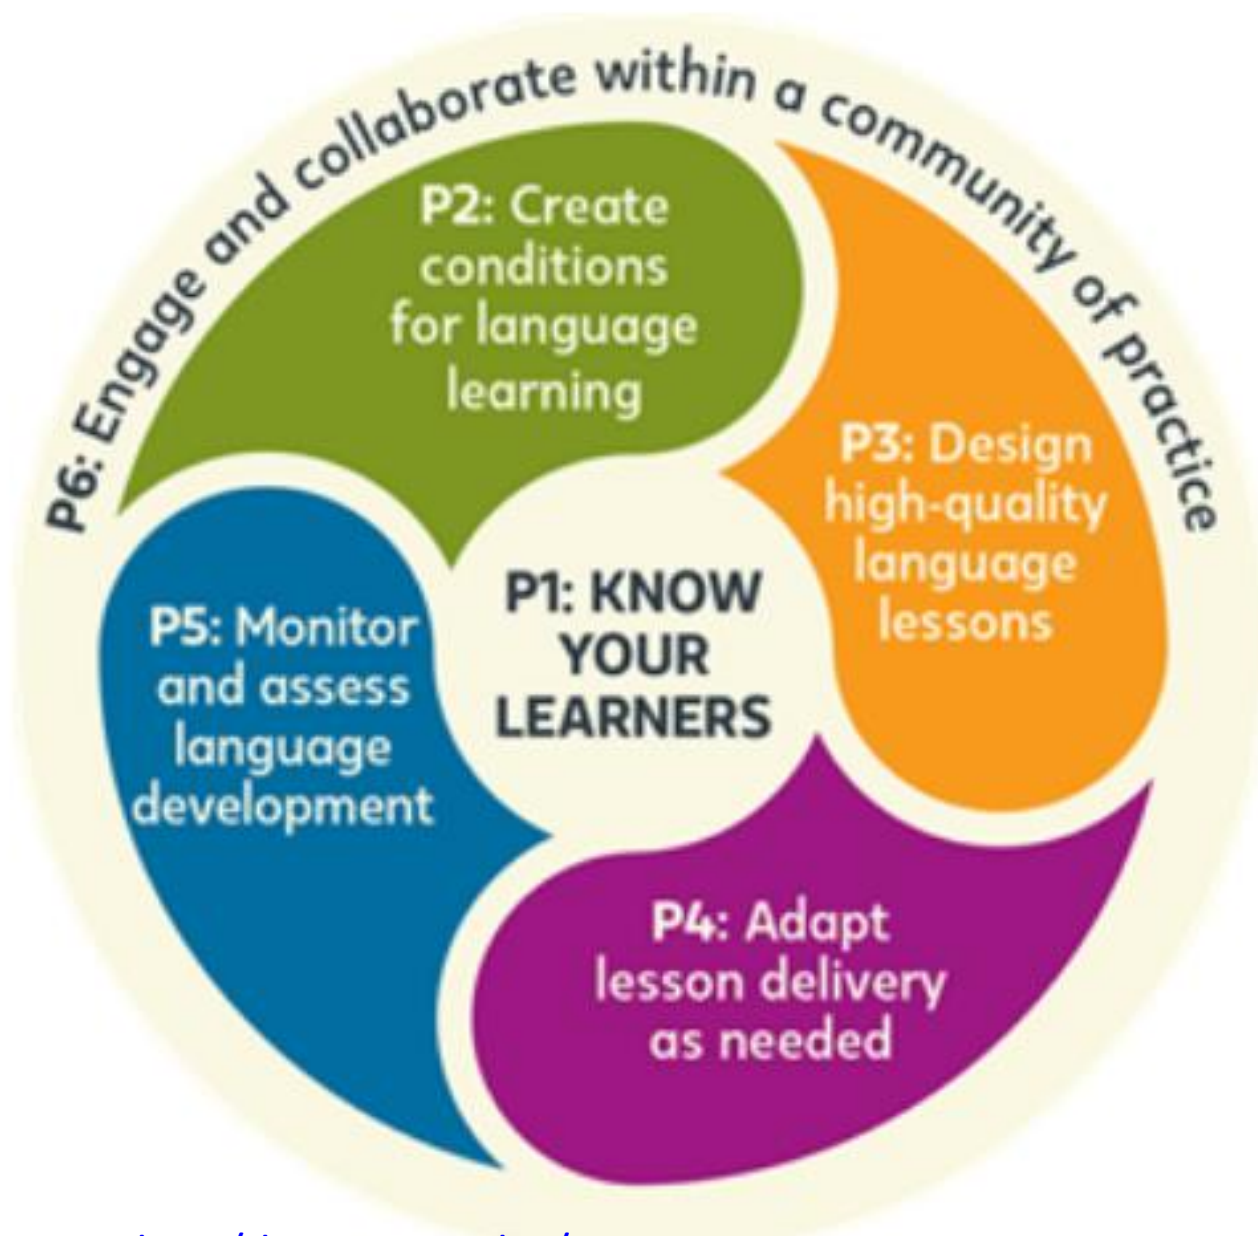 P6: Engage and collaborate within a community of practice
P2: Create
conditions
for language
learning
P3: Design
high-quality
language
lessons
P1: KNOW
YOUR
LEARNERS
P5: Monitor
and assess
language
development
P4: Adapt
lesson delivery
as needed